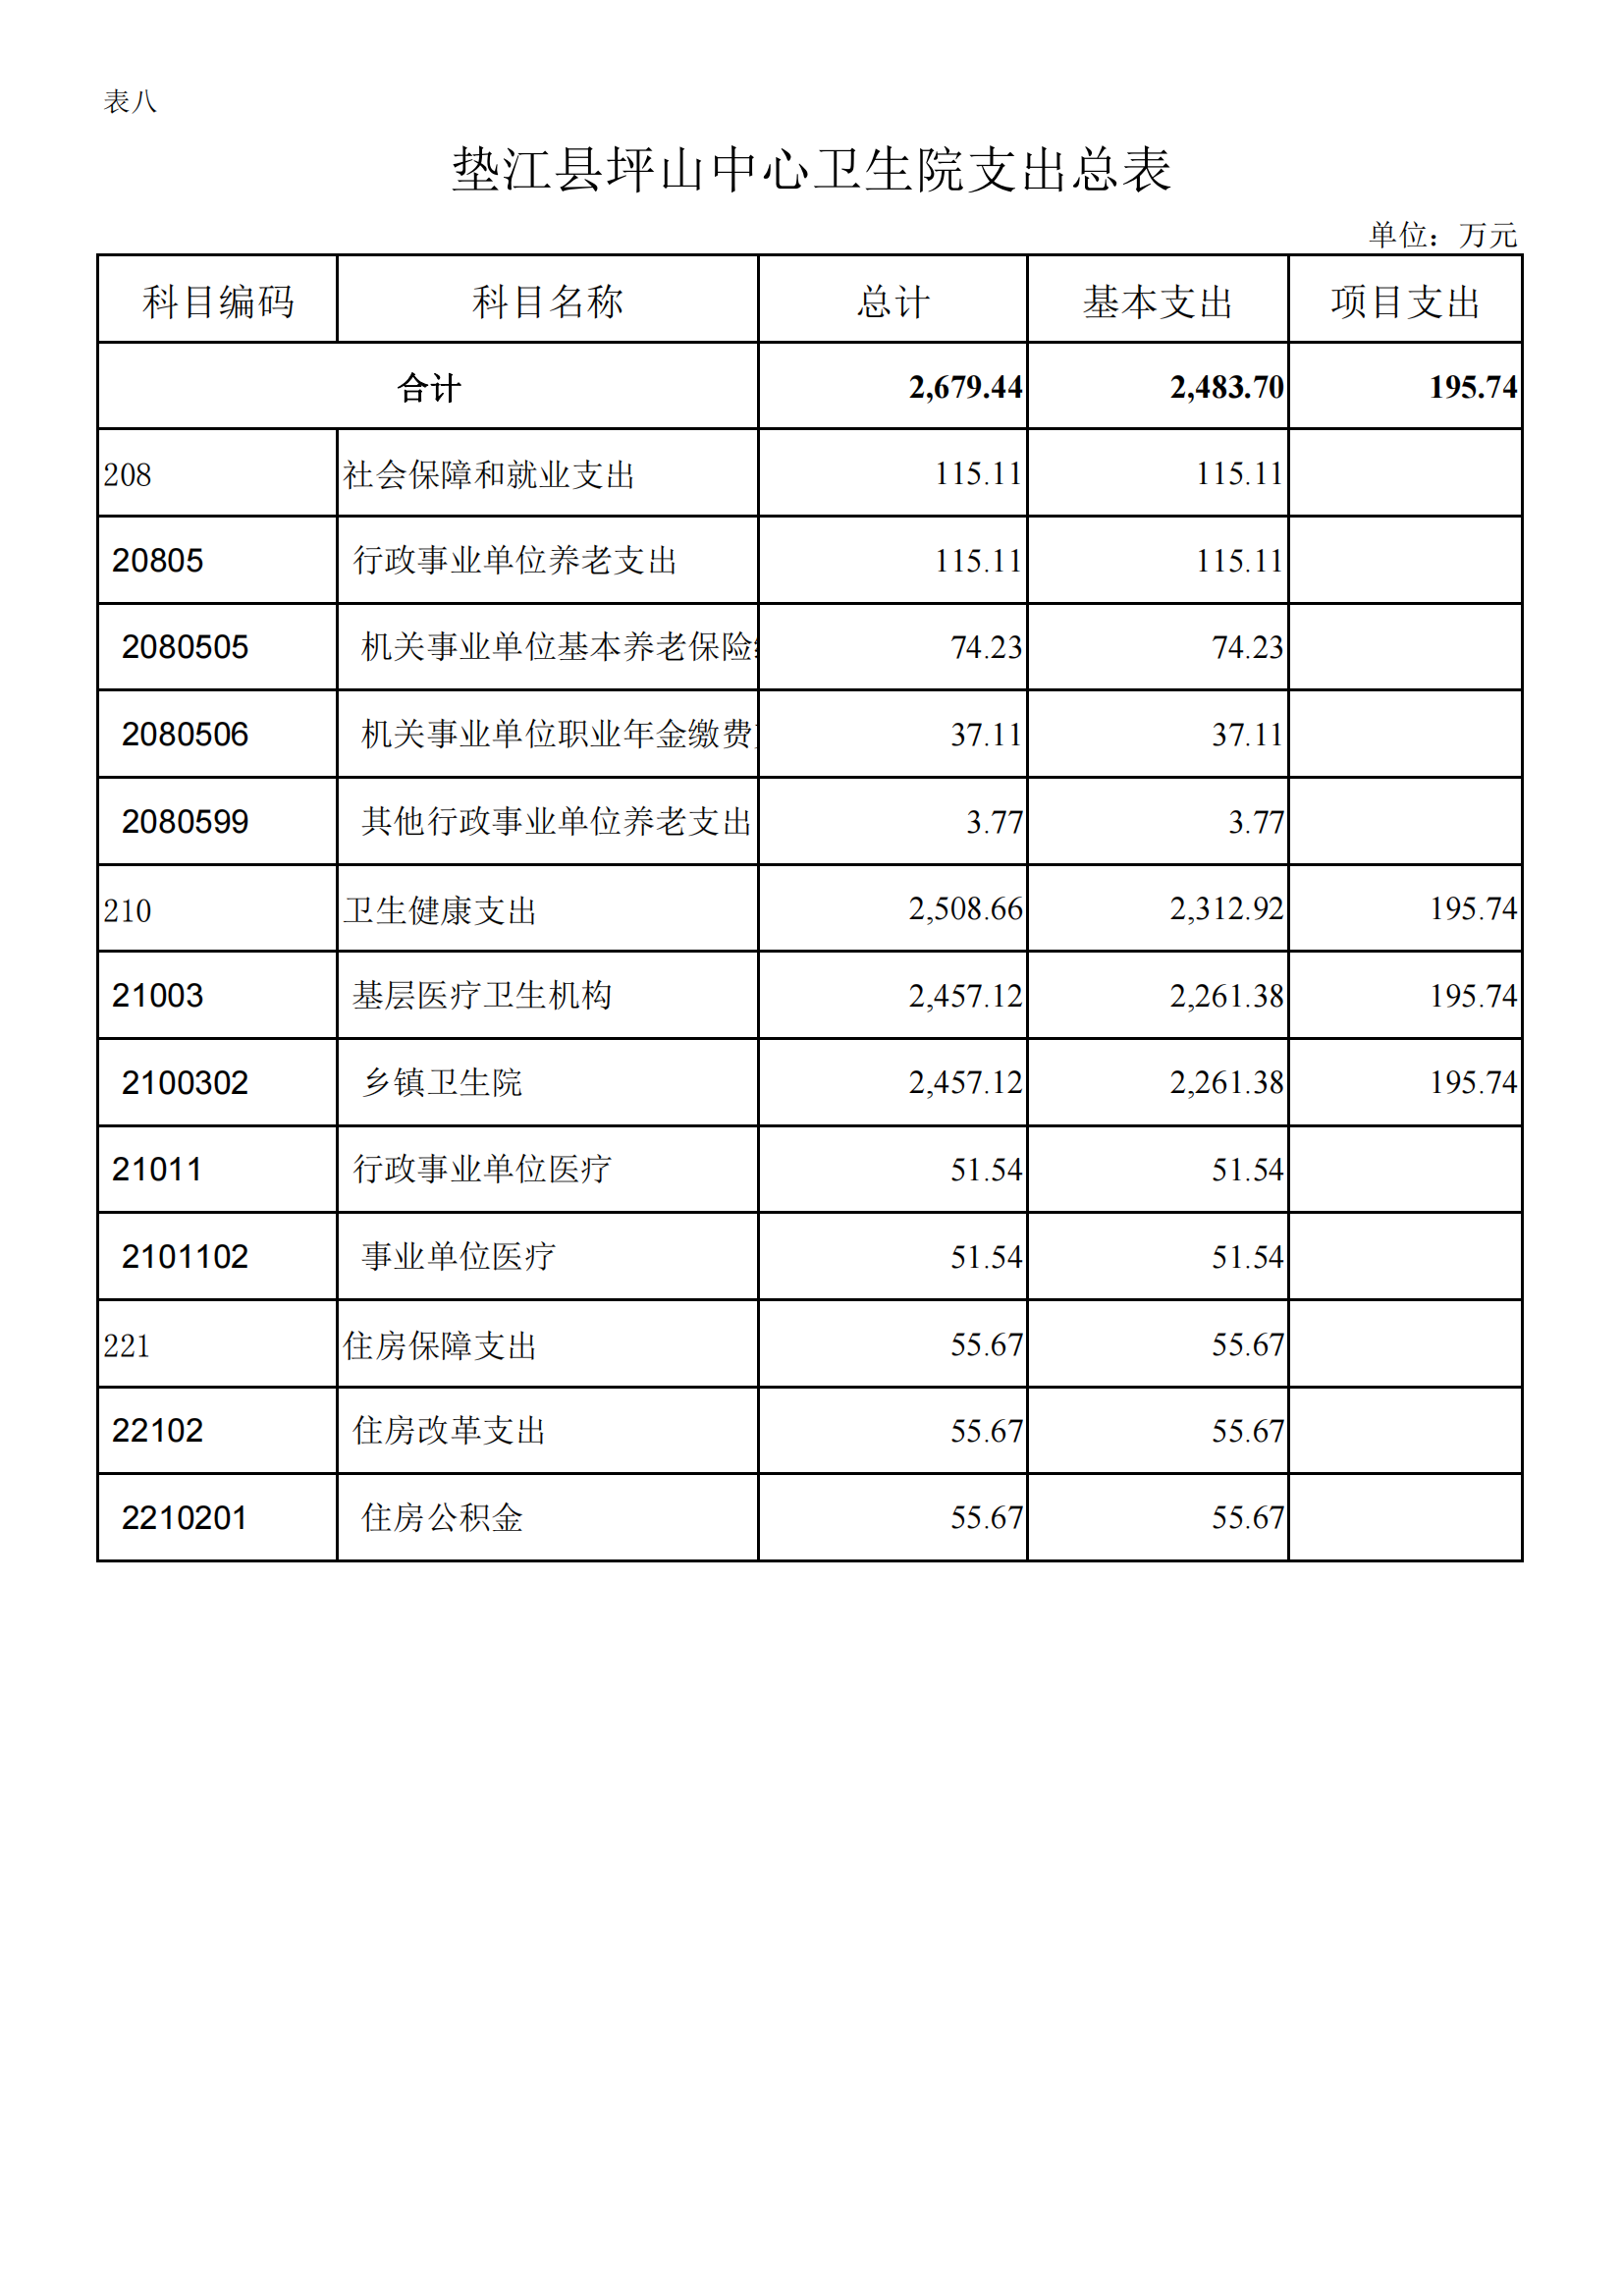 表八
垫江县坪山中心卫生院支出总表
单位：万元
科目编码 科目名称 总计 基本支出 项目支出
合计 2,679.44 2,483.70 195.74
208 社会保障和就业支出 115.11 115.11
20805 行政事业单位养老支出 115.11 115.11
2080505 机关事业单位基本养老保险 74.23 74.23
2080506 机关事业单位职业年金缴费 37.11 37.11
2080599 其他行政事业单位养老支出 3.77 3.77
210 卫生健康支出 2,508.66 2,312.92 195.74
21003 基层医疗卫生机构 2,457.12 2,261.38 195.74
2100302 乡镇卫生院 2,457.12 2,261.38 195.74
21011 行政事业单位医疗 51.54 51.54
2101102 事业单位医疗 51.54 51.54
221 住房保障支出 55.67 55.67
22102 住房改革支出 55.67 55.67
2210201 住房公积金 55.67 55.67